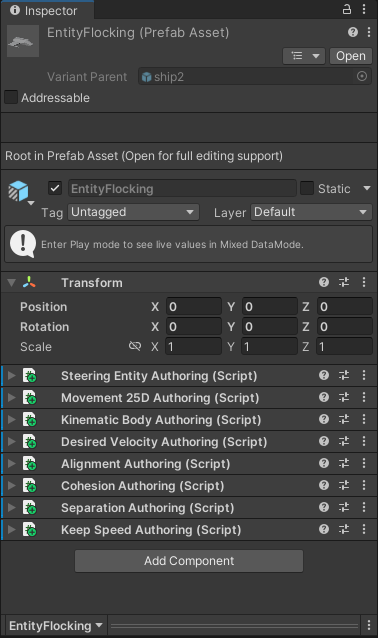 Inspector
EntityFlocking (Prefab Asset)
Open
Variant Parent ship2
Addressable
Root in Prefab Asset (Open for full editing support)
EntityFlocking Static
Tag Untagged Layer Default
Enter Play mode to see live values in Mixed DataMode.
Transform
Position X 0 Y 0 Z 0
Rotation X 0 Y 0 Z 0
Scale X 1 Y 1 Z 1
Steering Entity Authoring (Script)
Movement 25D Authoring (Script)
Kinematic Body Authoring (Script)
Desired Velocity Authoring (Script)
Alignment Authoring (Script)
Cohesion Authoring (Script)
Separation Authoring (Script)
Keep Speed Authoring (Script)
Add Component
EntityFlocking